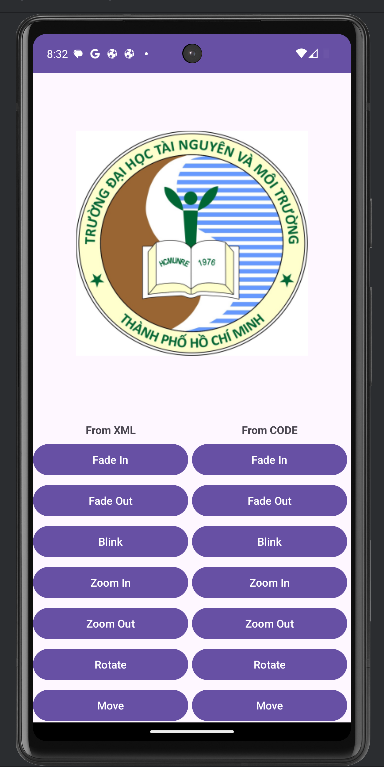 8:32
TRƯỜNG ĐẠI HỌC TÀI NGUYÊN VÀ MÔI TRƯỜNG
HCMUNRE 1976
THÀNH PHỐ HỒ CHÍ MINH
From XML From CODE
Fade In Fade In
Fade Out Fade Out
Blink Blink
Zoom In Zoom In
Zoom Out Zoom Out
Rotate Rotate
Move Move